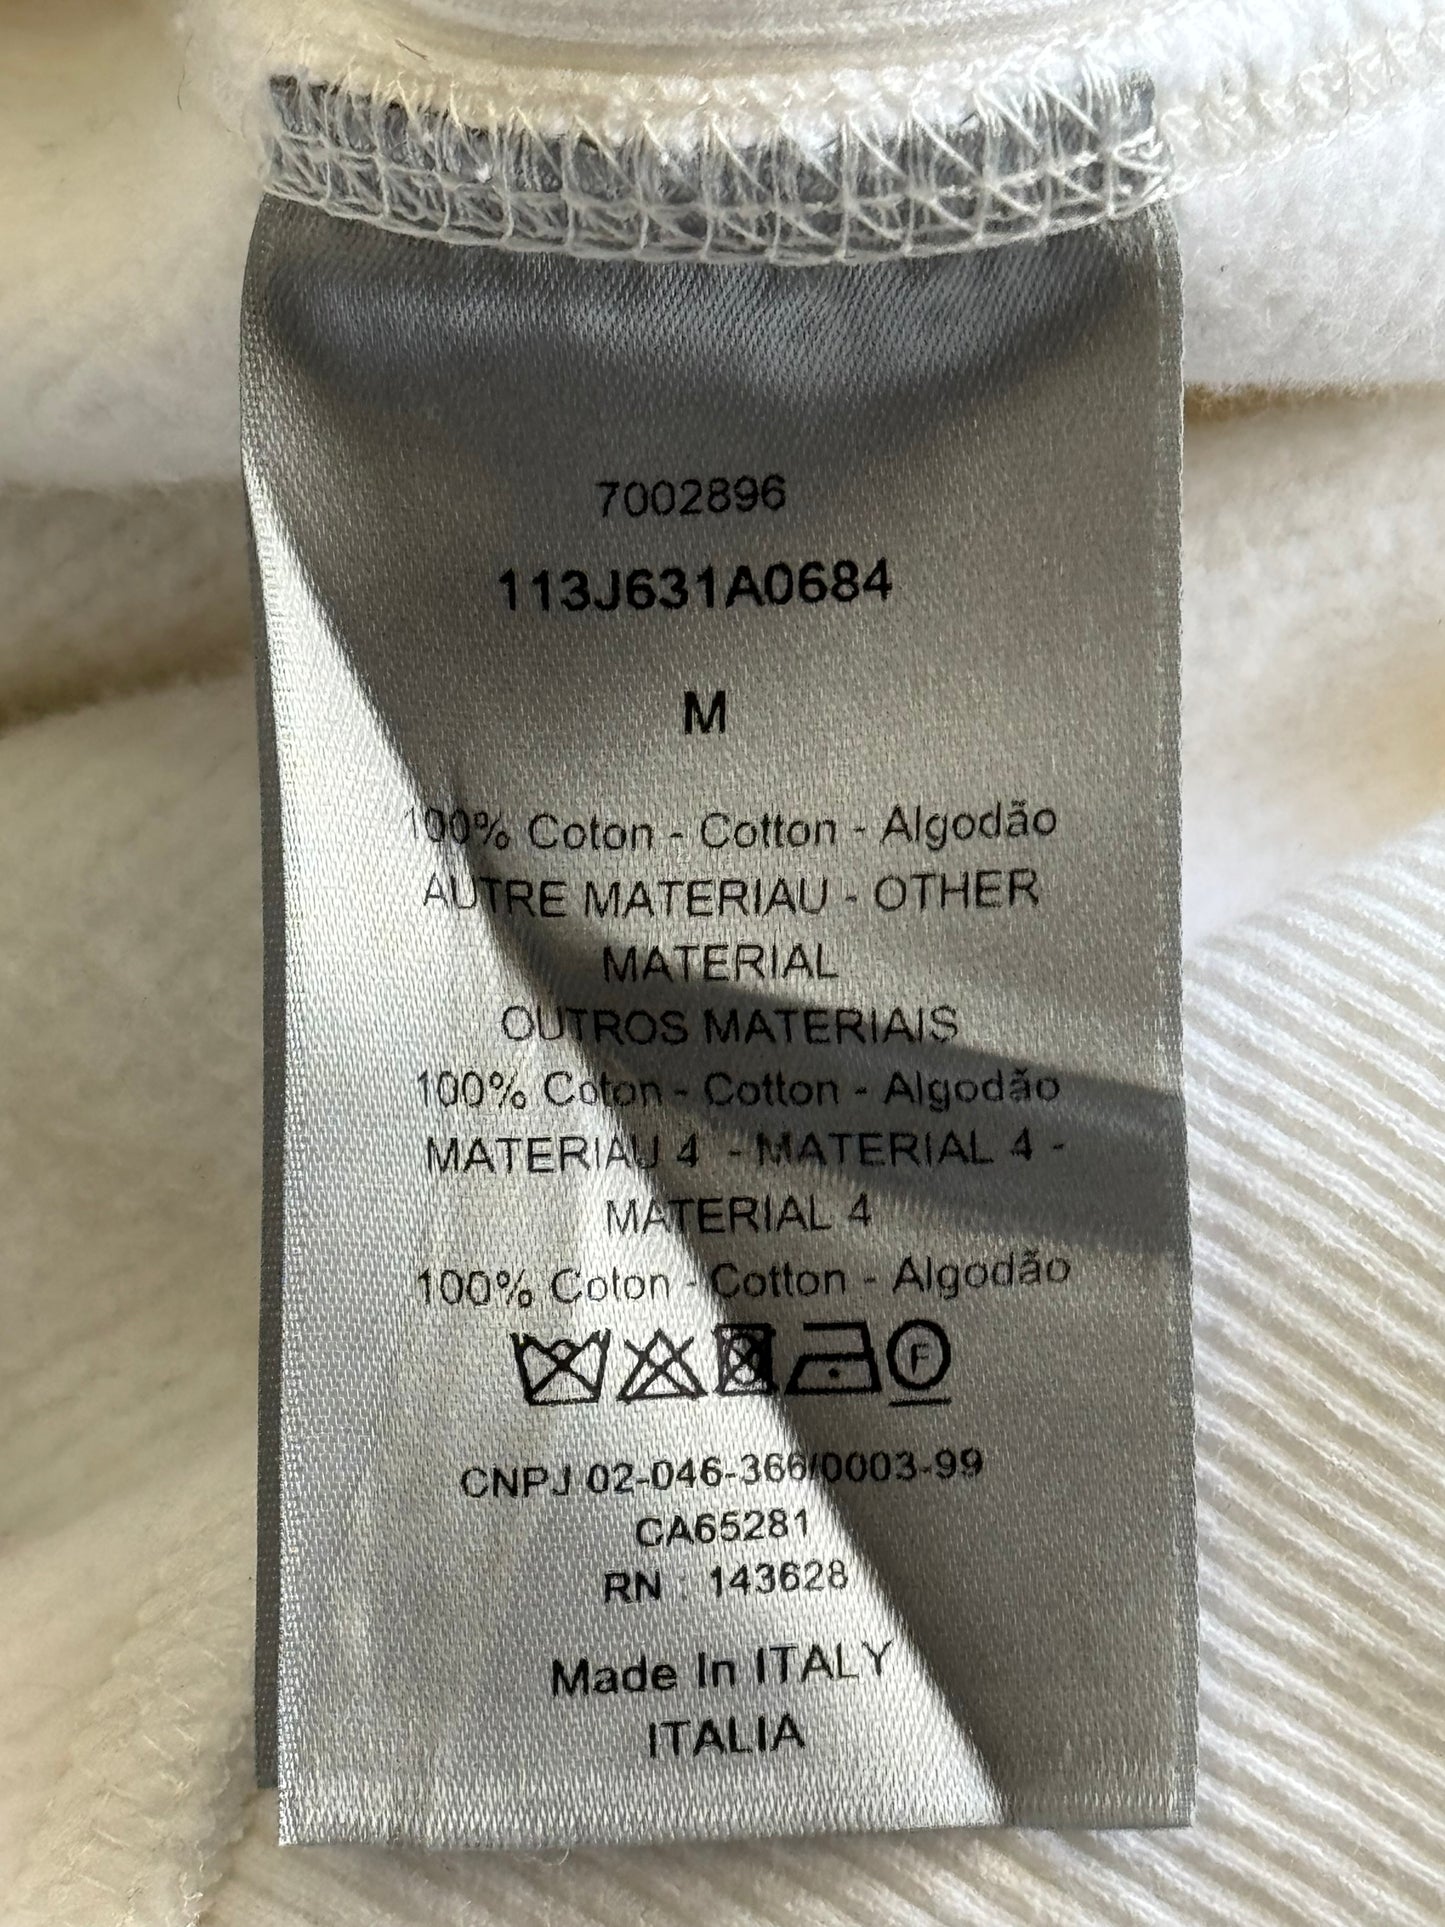 7002896
113J631A0684
M
100% Coton - Cotton - Algodão
AUTRE MATERIAU - OTHER
MATERIAL
OUTROS MATERIAIS
100% Coton - Cotton - Algodão
MATERIAU 4 - MATERIAL 4 -
MATERIAL 4
100% Coton - Cotton - Algodão
F
CNPJ 02-046-366/0003-99
CA65281
RN : 143628
Made In ITALY
ITALIA